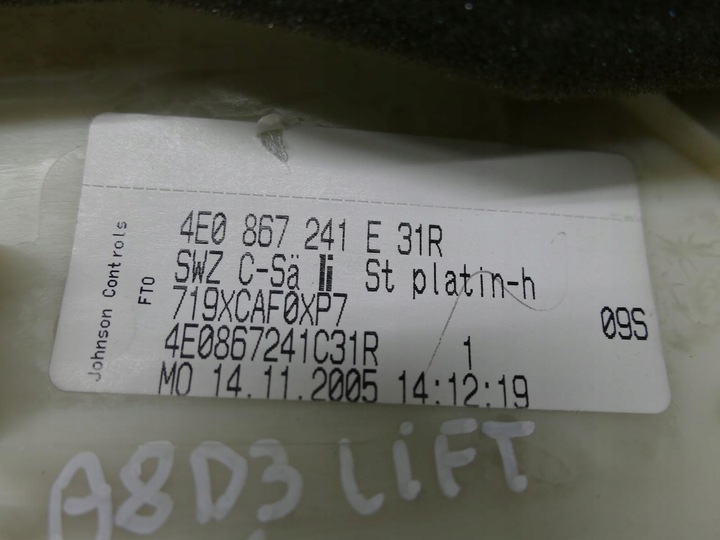 4E0 867 241 E 31R
SWZ C-Sä li St platin-h
719XCAF0XP7
09S
4E0867241C31R 1
MO 14.11.2005 14:12:19
Johnson Controls
FTO
A8D3 LiFT